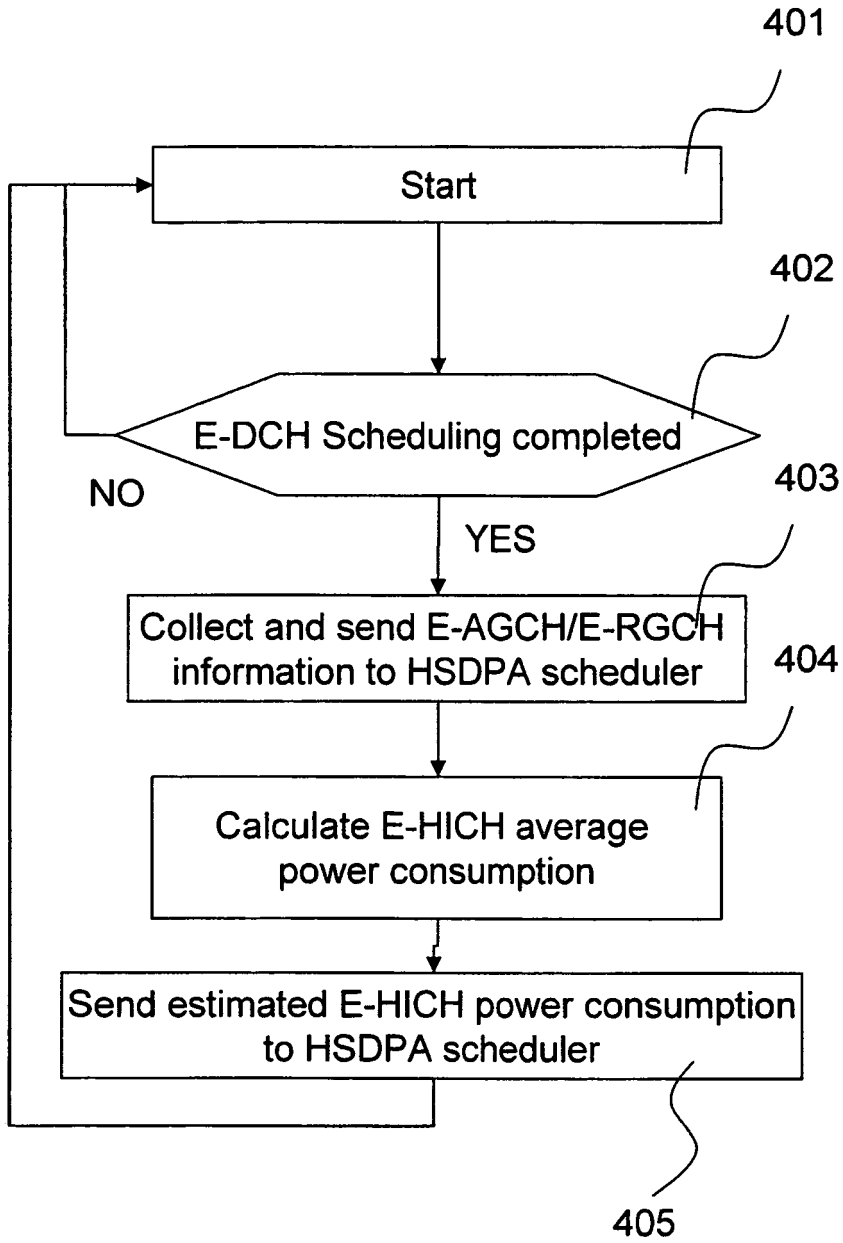 401
Start
402
E-DCH Scheduling completed
NO
YES
403
Collect and send E-AGCH/E-RGCH
information to HSDPA scheduler
404
Calculate E-HICH average
power consumption
Send estimated E-HICH power consumption
to HSDPA scheduler
405